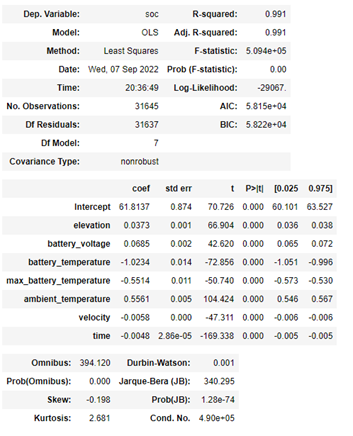 Dep. Variable: soc R-squared: 0.991
Model: OLS Adj. R-squared: 0.991
Method: Least Squares F-statistic: 5.094e+05
Date: Wed, 07 Sep 2022 Prob (F-statistic): 0.00
Time: 20:36:49 Log-Likelihood: -29067.
No. Observations: 31645 AIC: 5.815e+04
Df Residuals: 31637 BIC: 5.822e+04
Df Model: 7
Covariance Type: nonrobust
coef std err t P>|t| [0.025 0.975]
Intercept 61.8137 0.874 70.726 0.000 60.101 63.527
elevation 0.0373 0.001 66.904 0.000 0.036 0.038
battery_voltage 0.0685 0.002 42.620 0.000 0.065 0.072
battery_temperature -1.0234 0.014 -72.856 0.000 -1.051 -0.996
max_battery_temperature -0.5514 0.011 -50.740 0.000 -0.573 -0.530
ambient_temperature 0.5561 0.005 104.424 0.000 0.546 0.567
velocity -0.0058 0.000 -47.311 0.000 -0.006 -0.006
time -0.0048 2.86e-05 -169.338 0.000 -0.005 -0.005
Omnibus: 394.120 Durbin-Watson: 0.001
Prob(Omnibus): 0.000 Jarque-Bera (JB): 340.295
Skew: -0.198 Prob(JB): 1.28e-74
Kurtosis: 2.681 Cond. No. 4.90e+05